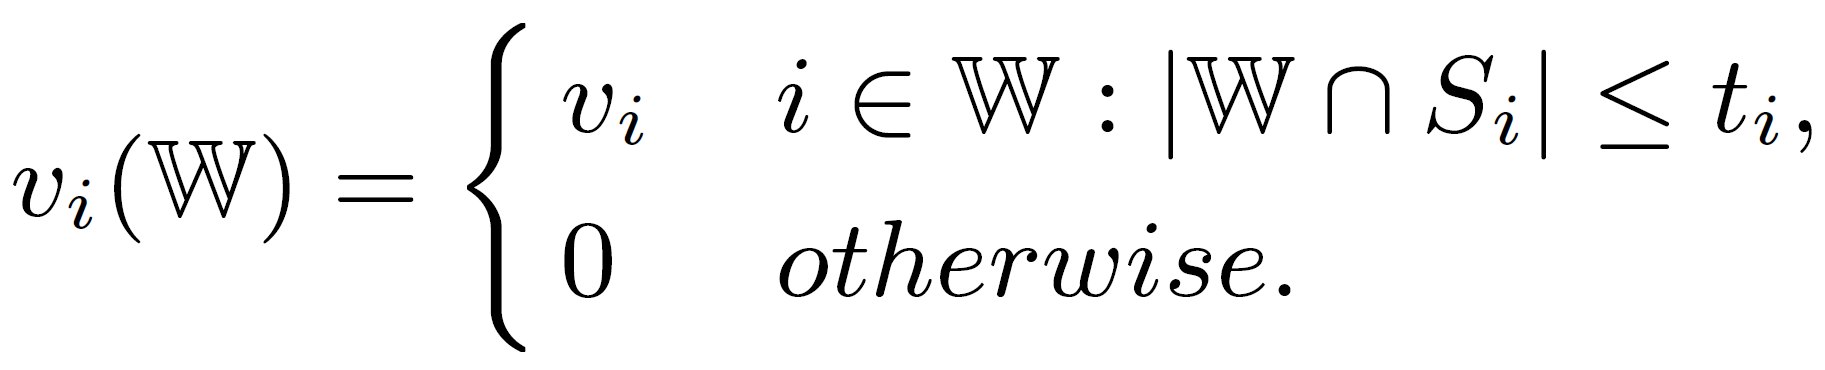 v_i(𝕎) = { v_i   i ∈ 𝕎 : |𝕎 ∩ S_i| ≤ t_i,
0   otherwise.